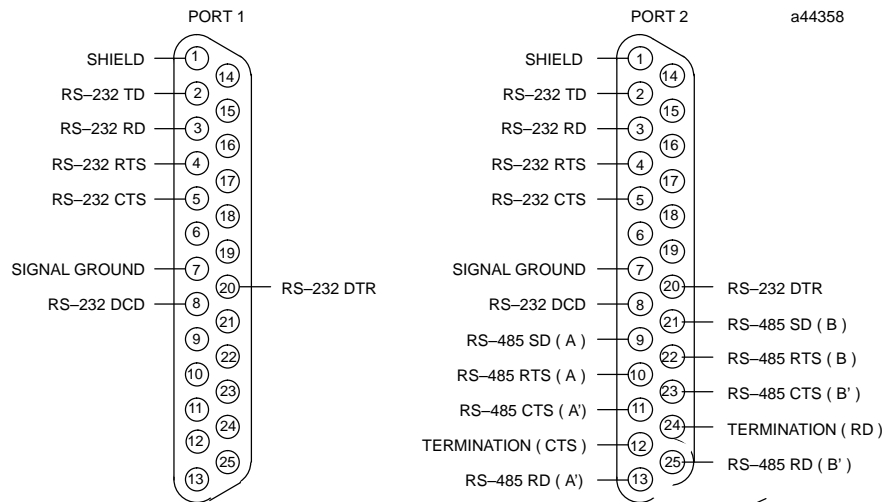 PORT 1
SHIELD
RS–232 TD
RS–232 RD
RS–232 RTS
RS–232 CTS
SIGNAL GROUND
RS–232 DCD
1
2
3
4
5
6
7
8
9
10
11
12
13
14
15
16
17
18
19
20
21
22
23
24
25
RS–232 DTR
PORT 2
a44358
SHIELD
RS–232 TD
RS–232 RD
RS–232 RTS
RS–232 CTS
SIGNAL GROUND
RS–232 DCD
RS–485 SD ( A )
RS–485 RTS ( A )
RS–485 CTS ( A')
TERMINATION ( CTS )
RS–485 RD ( A')
1
2
3
4
5
6
7
8
9
10
11
12
13
14
15
16
17
18
19
20
21
22
23
24
25
RS–232 DTR
RS–485 SD ( B )
RS–485 RTS ( B )
RS–485 CTS ( B' )
TERMINATION ( RD )
RS–485 RD ( B' )